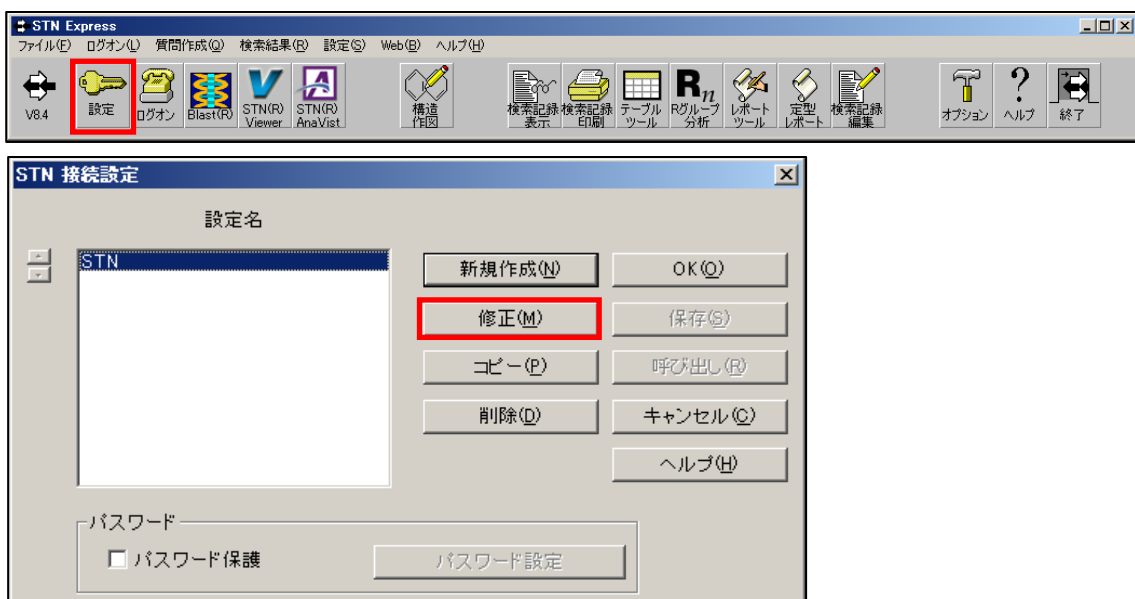 STN Express
ファイル(F) ログオン(L) 質問作成(Q) 検索結果(R) 設定(S) Web(B) ヘルプ(H)
V8.4
設定
ログオン
Blast(R)
STN(R)
Viewer
STN(R)
AnaVist
構造
作図
検索記録
表示
検索記録
印刷
テーブル
ツール
Rn
Rグループ
分析
レポート
ツール
定型
レポート
検索記録
編集
オプション
ヘルプ
終了
STN 接続設定
設定名
STN
新規作成(N)
OK(O)
修正(M)
保存(S)
コピー(P)
呼び出し(R)
削除(D)
キャンセル(C)
ヘルプ(H)
パスワード
パスワード保護
パスワード設定